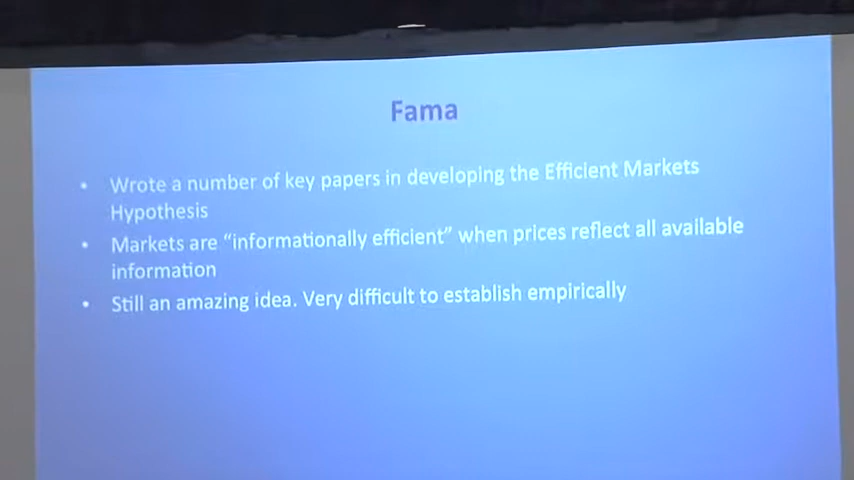 Fama
• Wrote a number of key papers in developing the Efficient Markets
Hypothesis
• Markets are “informationally efficient” when prices reflect all available
information
• Still an amazing idea. Very difficult to establish empirically